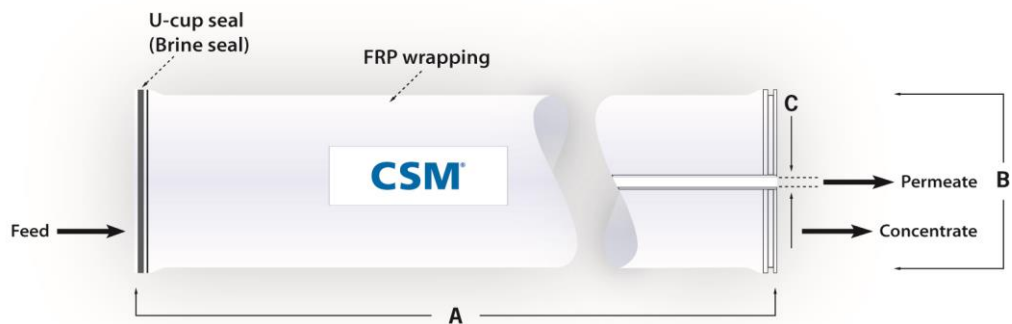 U-cup seal
(Brine seal)
FRP wrapping
C
CSM®
Permeate
B
Feed
Concentrate
A